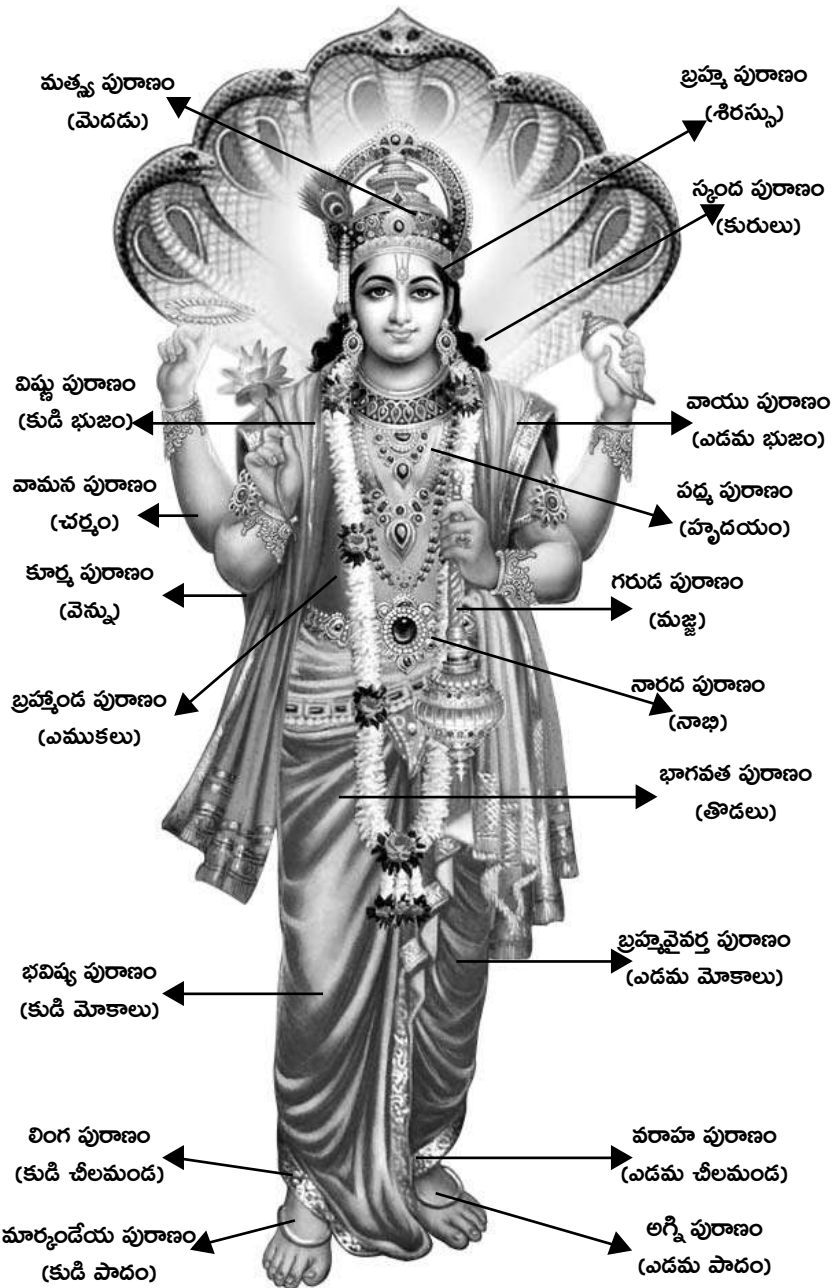 మత్స్య పురాణం
(మెదడు)
బ్రహ్మ పురాణం
(శిరస్సు)
స్కంద పురాణం
(కురులు)
విష్ణు పురాణం
(కుడి భుజం)
వాయు పురాణం
(ఎడమ భుజం)
వామన పురాణం
(చర్మం)
పద్మ పురాణం
(హృదయం)
కూర్మ పురాణం
(వెన్ను)
గరుడ పురాణం
(మజ్జ)
బ్రహ్మాండ పురాణం
(ఎముకలు)
నారద పురాణం
(నాభి)
భాగవత పురాణం
(తొడలు)
భవిష్య పురాణం
(కుడి మోకాలు)
బ్రహ్మవైవర్త పురాణం
(ఎడమ మోకాలు)
లింగ పురాణం
(కుడి చీలమండ)
వరాహ పురాణం
(ఎడమ చీలమండ)
మార్కండేయ పురాణం
(కుడి పాదం)
అగ్ని పురాణం
(ఎడమ పాదం)